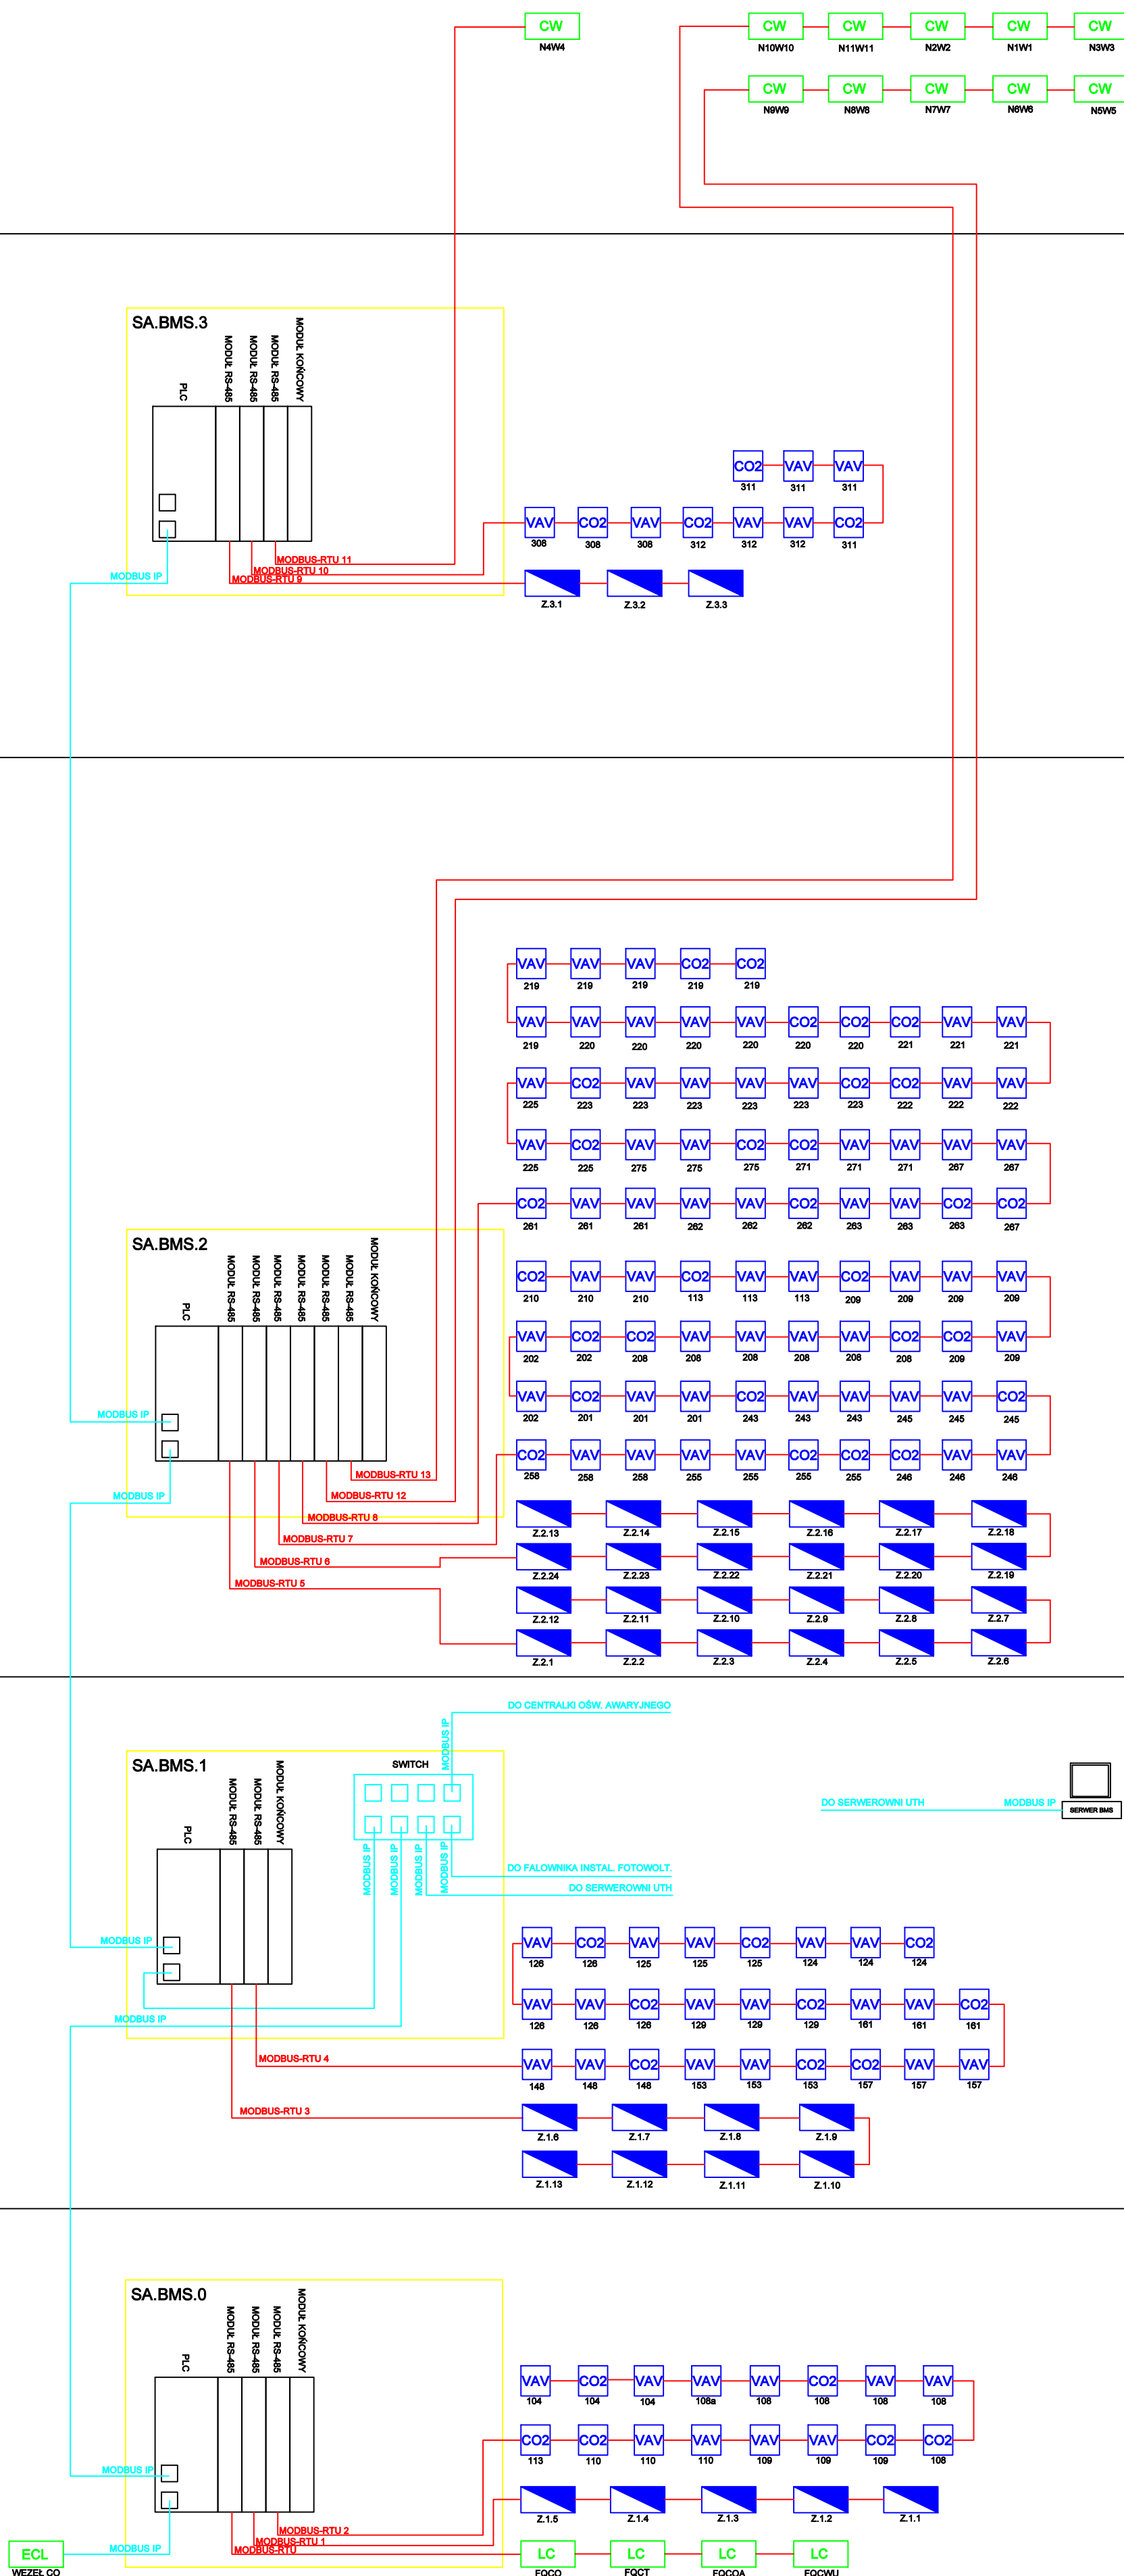 CW CW CW CW CW CW
N4W4 N10W10 N11W11 N2W2 N1W1 N3W3
CW CW CW CW CW
N9W9 N8W8 N7W7 N6W6 N5W5
SA.BMS.3
PLC
MODUŁ RS-485
MODUŁ RS-485
MODUŁ RS-485
MODUŁ KOŃCOWY
CO2 VAV VAV
311 311 311
VAV CO2 VAV CO2 VAV VAV CO2
308 308 308 312 312 312 311
MODBUS-RTU 11
MODBUS-RTU 10
MODBUS-RTU 9
MODBUS IP
Z.3.1 Z.3.2 Z.3.3
VAV VAV VAV CO2 CO2
219 219 219 219 219
VAV VAV VAV VAV VAV CO2 CO2 CO2 VAV VAV
219 220 220 220 220 220 220 221 221 221
VAV CO2 VAV VAV VAV VAV CO2 CO2 VAV VAV
225 223 223 223 223 223 223 222 222 222
VAV CO2 VAV VAV CO2 CO2 VAV VAV VAV VAV
225 225 275 275 275 271 271 271 267 267
CO2 VAV VAV VAV VAV CO2 VAV VAV CO2 CO2
261 261 261 262 262 262 263 263 263 267
SA.BMS.2
PLC
MODUŁ RS-485
MODUŁ RS-485
MODUŁ RS-485
MODUŁ RS-485
MODUŁ RS-485
MODUŁ RS-485
MODUŁ KOŃCOWY
CO2 VAV VAV CO2 VAV VAV CO2 VAV VAV VAV
210 210 210 113 113 113 209 209 209 209
VAV CO2 CO2 VAV VAV VAV VAV CO2 CO2 VAV
202 202 208 208 208 208 208 208 209 209
VAV CO2 VAV VAV CO2 VAV VAV VAV VAV CO2
202 201 201 201 243 243 243 245 245 245
CO2 VAV VAV VAV VAV CO2 CO2 CO2 VAV VAV
258 258 258 255 255 255 255 246 246 246
MODBUS IP
MODBUS IP
MODBUS-RTU 13
MODBUS-RTU 12
MODBUS-RTU 8
MODBUS-RTU 7
MODBUS-RTU 6
MODBUS-RTU 5
Z.2.13 Z.2.14 Z.2.15 Z.2.16 Z.2.17 Z.2.18
Z.2.24 Z.2.23 Z.2.22 Z.2.21 Z.2.20 Z.2.19
Z.2.12 Z.2.11 Z.2.10 Z.2.9 Z.2.8 Z.2.7
Z.2.1 Z.2.2 Z.2.3 Z.2.4 Z.2.5 Z.2.6
DO CENTRALKI OŚW. AWARYJNEGO
MODBUS IP
SA.BMS.1
SWITCH
PLC
MODUŁ RS-485
MODUŁ RS-485
MODUŁ KOŃCOWY
DO SERWEROWNI UTH MODBUS IP
SERWER BMS
MODBUS IP
MODBUS IP
MODBUS IP
MODBUS IP
DO FALOWNIKA INSTAL. FOTOWOLT.
DO SERWEROWNI UTH
MODBUS IP
MODBUS IP
VAV CO2 VAV VAV CO2 VAV VAV CO2
126 126 125 125 125 124 124 124
VAV VAV CO2 VAV VAV CO2 VAV VAV CO2
126 126 126 129 129 129 161 161 161
MODBUS-RTU 4
VAV VAV CO2 VAV VAV CO2 CO2 VAV VAV
148 148 148 153 153 153 157 157 157
MODBUS-RTU 3
Z.1.6 Z.1.7 Z.1.8 Z.1.9
Z.1.13 Z.1.12 Z.1.11 Z.1.10
SA.BMS.0
PLC
MODUŁ RS-485
MODUŁ RS-485
MODUŁ RS-485
MODUŁ KOŃCOWY
VAV CO2 VAV VAV VAV CO2 VAV VAV
104 104 104 108a 108 108 108 108
CO2 CO2 VAV VAV VAV VAV CO2 CO2
113 110 110 110 109 109 109 108
MODBUS IP
Z.1.5 Z.1.4 Z.1.3 Z.1.2 Z.1.1
MODBUS-RTU 2
MODBUS-RTU 1
MODBUS-RTU
MODBUS IP
ECL LC LC LC LC
WĘZEŁ CO FQCO FQCT FQCOA FQCWU